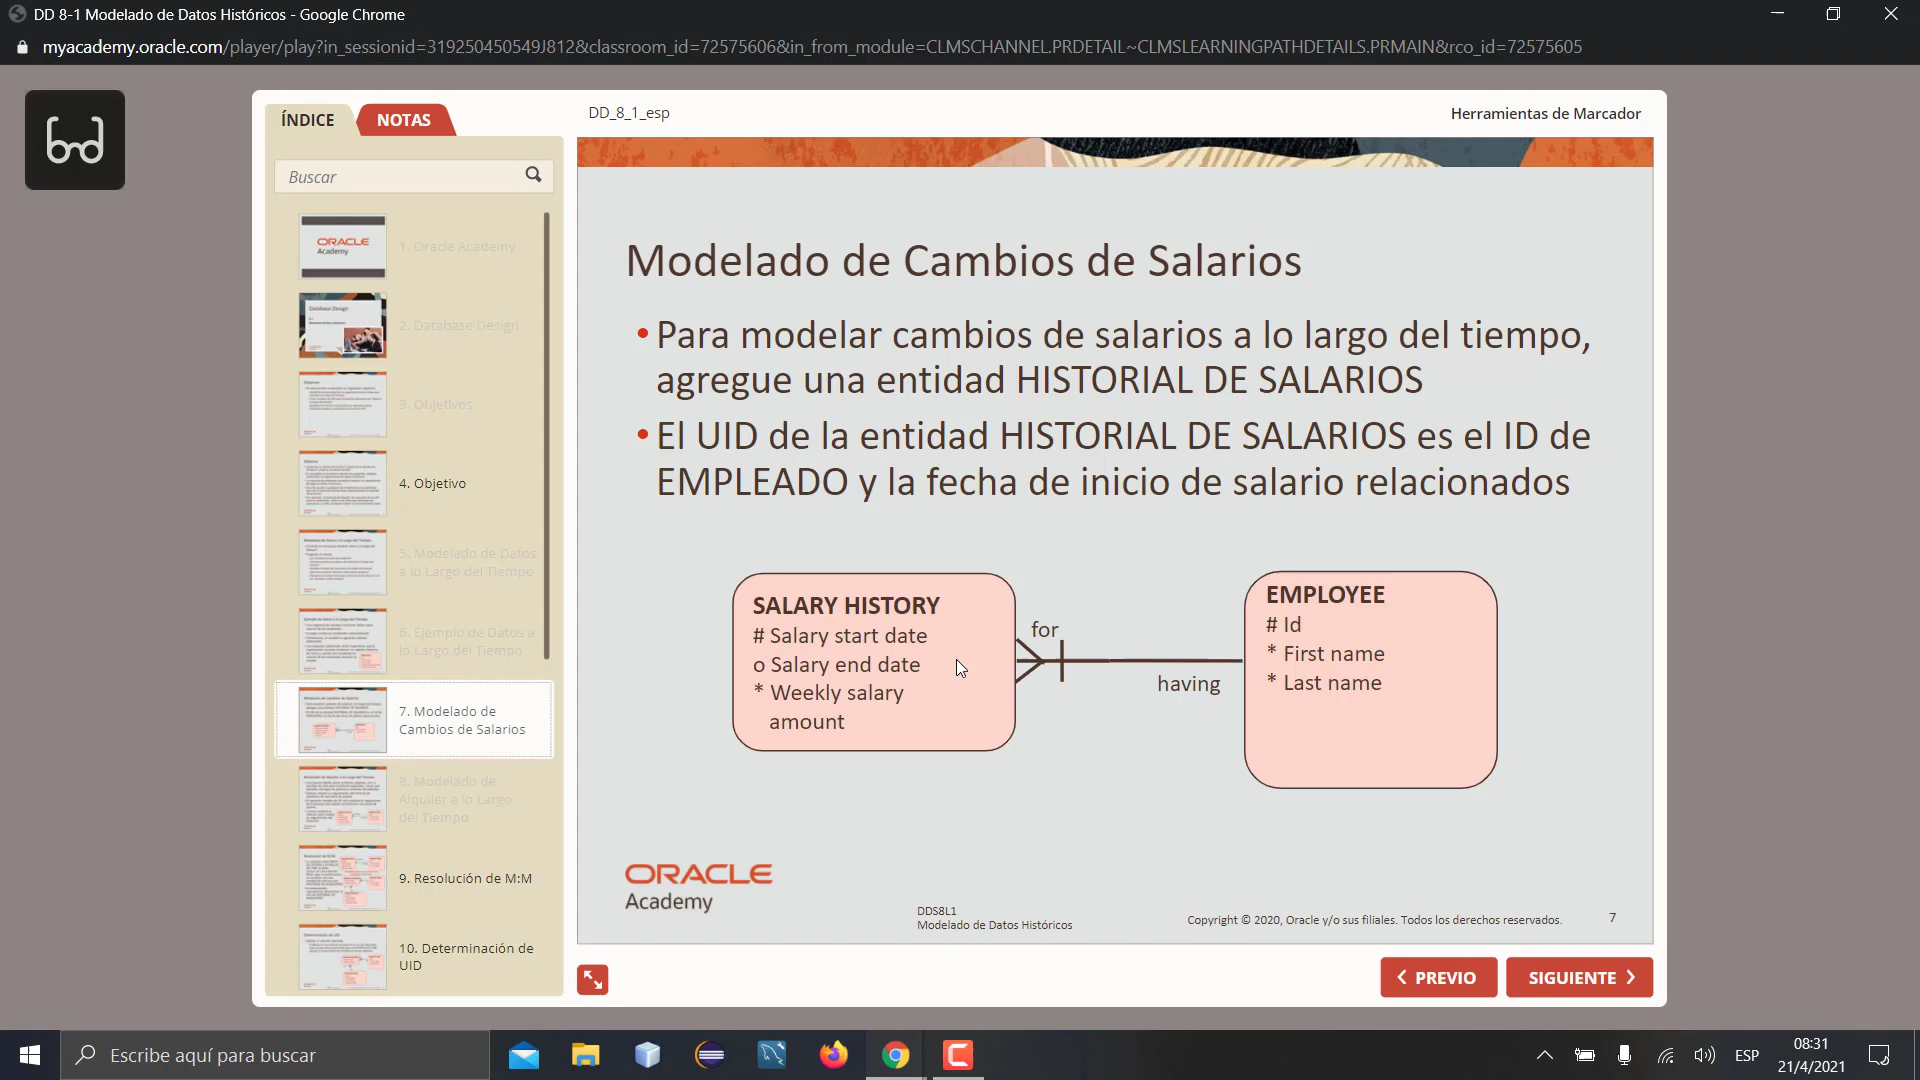 DD 8-1 Modelado de Datos Históricos - Google Chrome
myacademy.oracle.com/player/play?in_sessionid=319250450549J812&classroom_id=72575606&in_from_module=CLMSCHANNEL.PRDETAIL~CLMSLEARNINGPATHDETAILS.PRMAIN&rco_id=72575605
ÍNDICE
NOTAS
DD_8_1_esp
Herramientas de Marcador
Buscar
ORACLE
Academy
1. Oracle Academy
Database Design
2. Database Design
Objetivos
3. Objetivos
4. Objetivo
5. Modelado de Datos
a lo Largo del Tiempo
6. Ejemplo de Datos a
lo Largo del Tiempo
7. Modelado de
Cambios de Salarios
8. Modelado de
Alquiler a lo Largo
del Tiempo
9. Resolución de M:M
10. Determinación de
UID
Modelado de Cambios de Salarios
• Para modelar cambios de salarios a lo largo del tiempo,
agregue una entidad HISTORIAL DE SALARIOS
• El UID de la entidad HISTORIAL DE SALARIOS es el ID de
EMPLEADO y la fecha de inicio de salario relacionados
SALARY HISTORY
# Salary start date
o Salary end date
* Weekly salary
amount
for
having
EMPLOYEE
# Id
* First name
* Last name
ORACLE
Academy
DDS8L1
Modelado de Datos Históricos
Copyright © 2020, Oracle y/o sus filiales. Todos los derechos reservados.
7
PREVIO
SIGUIENTE
Escribe aquí para buscar
ESP
08:31
21/4/2021